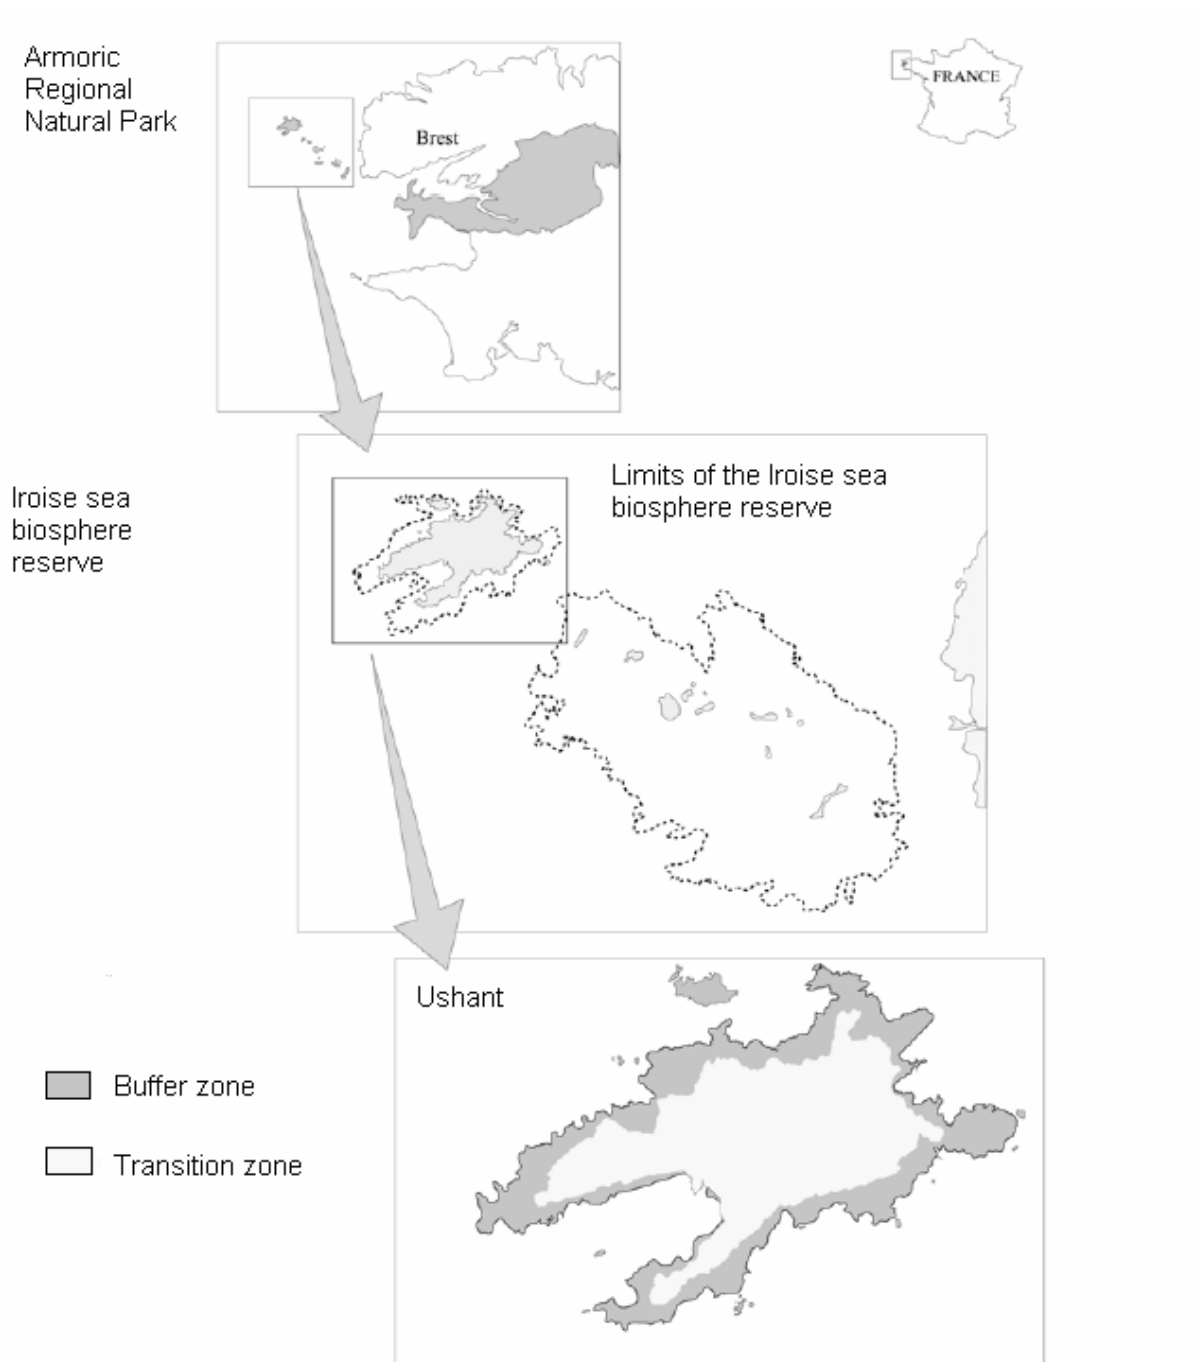 Armoric
Regional
Natural Park
Brest
FRANCE
Iroise sea
biosphere
reserve
Limits of the Iroise sea
biosphere reserve
Ushant
Buffer zone
Transition zone